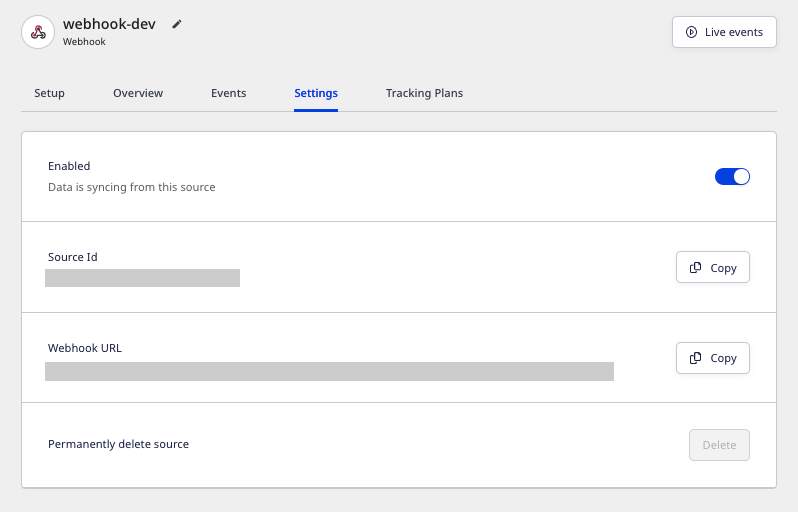 webhook-dev
Webhook
Live events
Setup
Overview
Events
Settings
Tracking Plans
Enabled
Data is syncing from this source
Source Id
Copy
Webhook URL
Copy
Permanently delete source
Delete